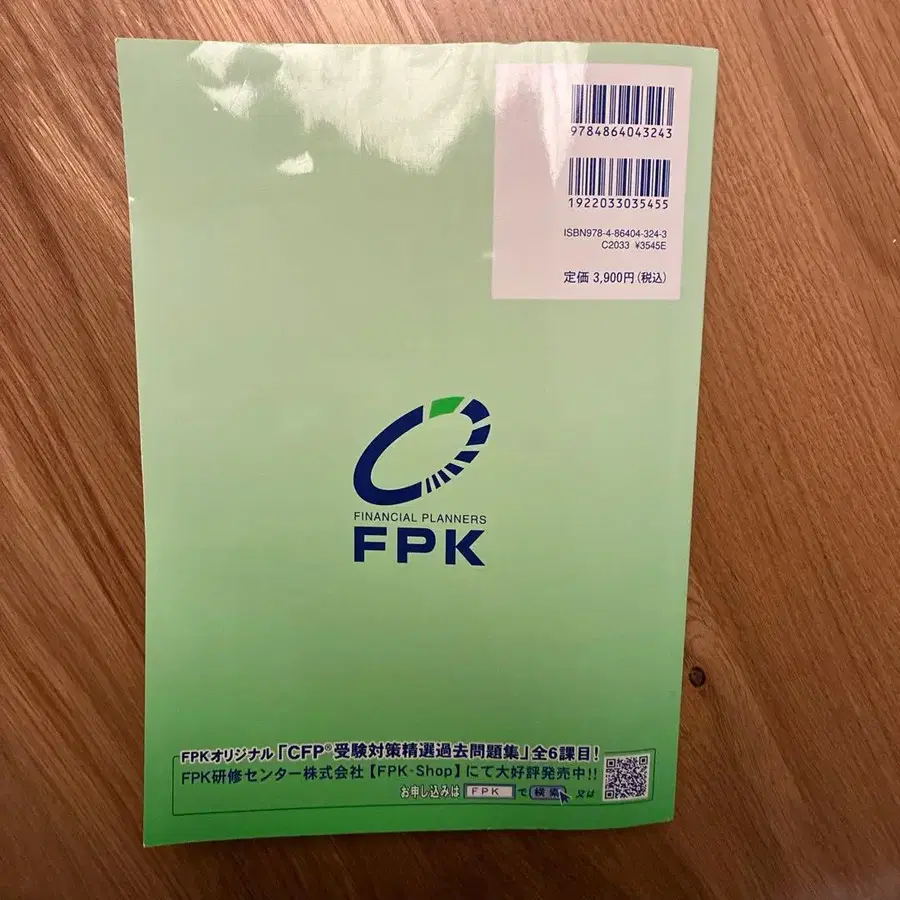 9784864043243
1922033035455
ISBN978-4-86404-324-3
C2033 ¥3545E
定価 3,900円(税込)
FINANCIAL PLANNERS
FPK
FPKオリジナル「CFP®受験対策精選過去問題集」全6課目!
FPK研修センター株式会社【FPK-Shop】にて大好評発売中!!
お申し込みは FPK で 検索 又は